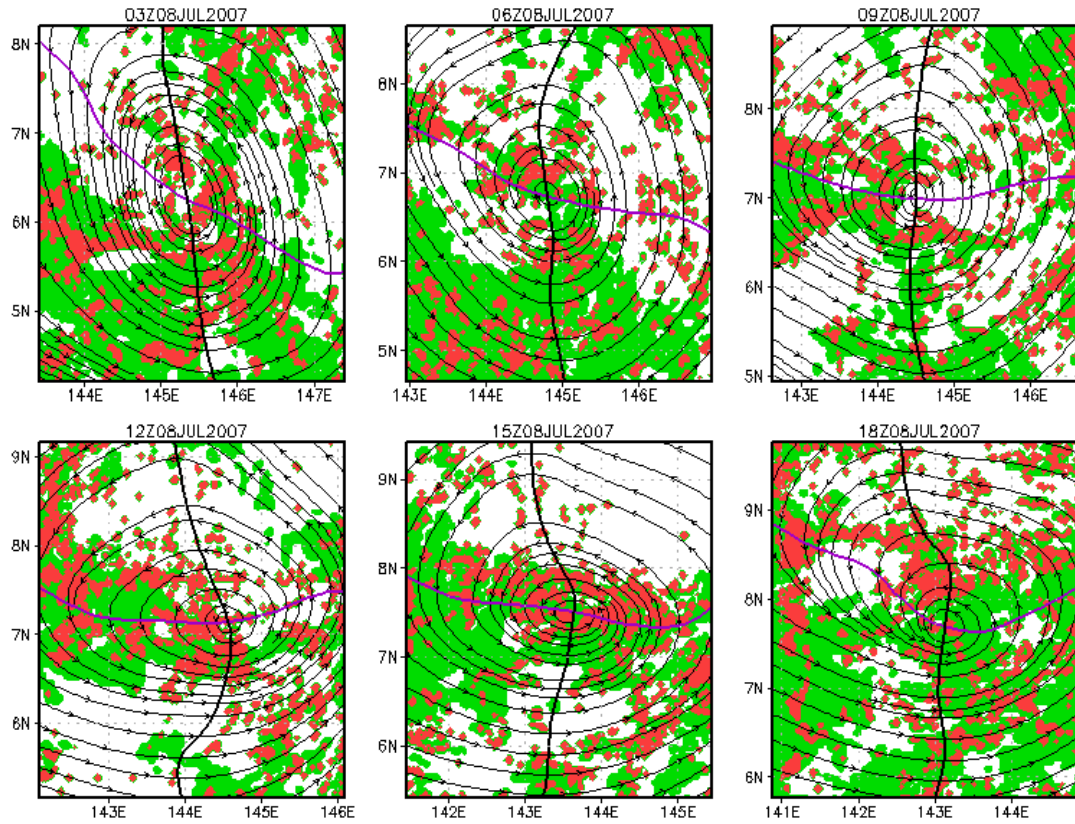 03Z08JUL2007 06Z08JUL2007 09Z08JUL2007
8N
7N
6N
5N
144E 145E 146E 147E
8N
7N
6N
5N
143E 144E 145E 146E
8N
7N
6N
5N
143E 144E 145E 146E
12Z08JUL2007 15Z08JUL2007 18Z08JUL2007
9N
8N
7N
6N
143E 144E 145E 146E
9N
8N
7N
6N
142E 143E 144E 145E
9N
8N
7N
6N
141E 142E 143E 144E